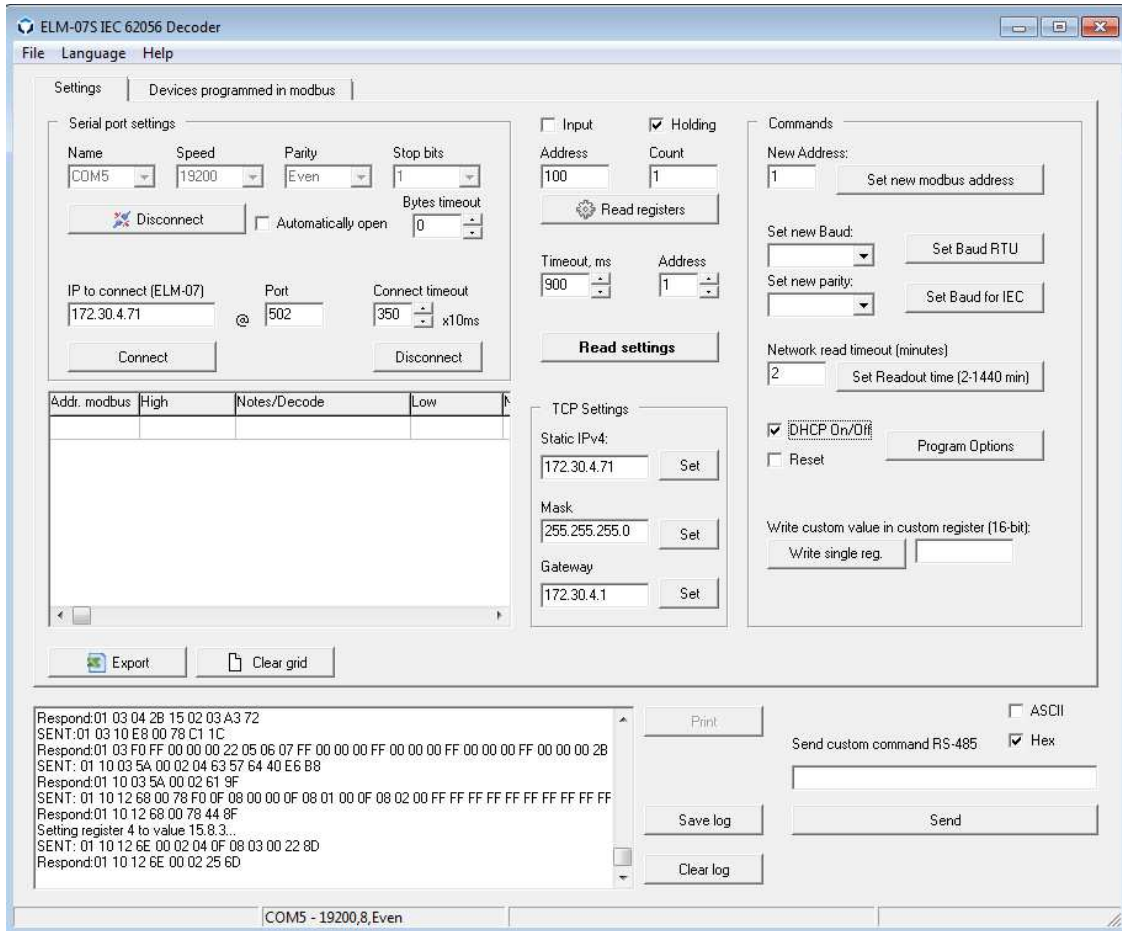 ELM-07S IEC 62056 Decoder
File Language Help
Settings Devices programmed in modbus
Serial port settings
Name Speed Parity Stop bits
COM5 19200 Even 1
Disconnect Automatically open
Bytes timeout
0
IP to connect (ELM-07) Port Connect timeout
172.30.4.71 @ 502 350 x10ms
Connect Disconnect
Addr. modbus High Notes/Decode Low
Export Clear grid
Input Holding
Address Count
100 1
Read registers
Timeout, ms Address
900 1
Read settings
TCP Settings
Static IPv4:
172.30.4.71 Set
Mask
255.255.255.0 Set
Gateway
172.30.4.1 Set
Commands
New Address:
1 Set new modbus address
Set new Baud:
Set Baud RTU
Set new parity:
Set Baud for IEC
Network read timeout (minutes)
2 Set Readout time (2-1440 min)
DHCP On/Off
Reset
Program Options
Write custom value in custom register (16-bit):
Write single reg.
Respond:01 03 04 2B 15 02 03 A3 72
SENT:01 03 10 E8 00 78 C1 1C
Respond:01 03 F0 FF 00 00 00 22 05 06 07 FF 00 00 00 FF 00 00 00 FF 00 00 00 FF 00 00 00 2B
SENT: 01 10 03 5A 00 02 04 63 57 64 40 E6 B8
Respond:01 10 03 5A 00 02 61 9F
SENT: 01 10 12 68 00 78 F0 0F 08 00 00 0F 08 01 00 0F 08 02 00 FF FF FF FF FF FF FF FF FF FF
Respond:01 10 12 68 00 78 44 8F
Setting register 4 to value 15.8.3...
SENT: 01 10 12 6E 00 02 04 0F 08 03 00 22 8D
Respond:01 10 12 6E 00 02 25 6D
Print
Save log
Clear log
ASCII
Send custom command RS-485 Hex
Send
COM5 - 19200,8,Even